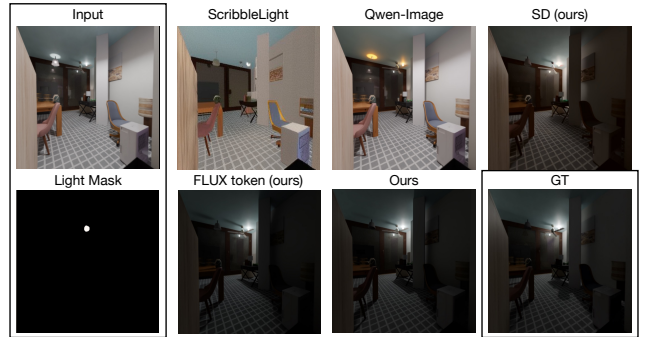 Input
ScribbleLight
Qwen-Image
SD (ours)
Light Mask
FLUX token (ours)
Ours
GT